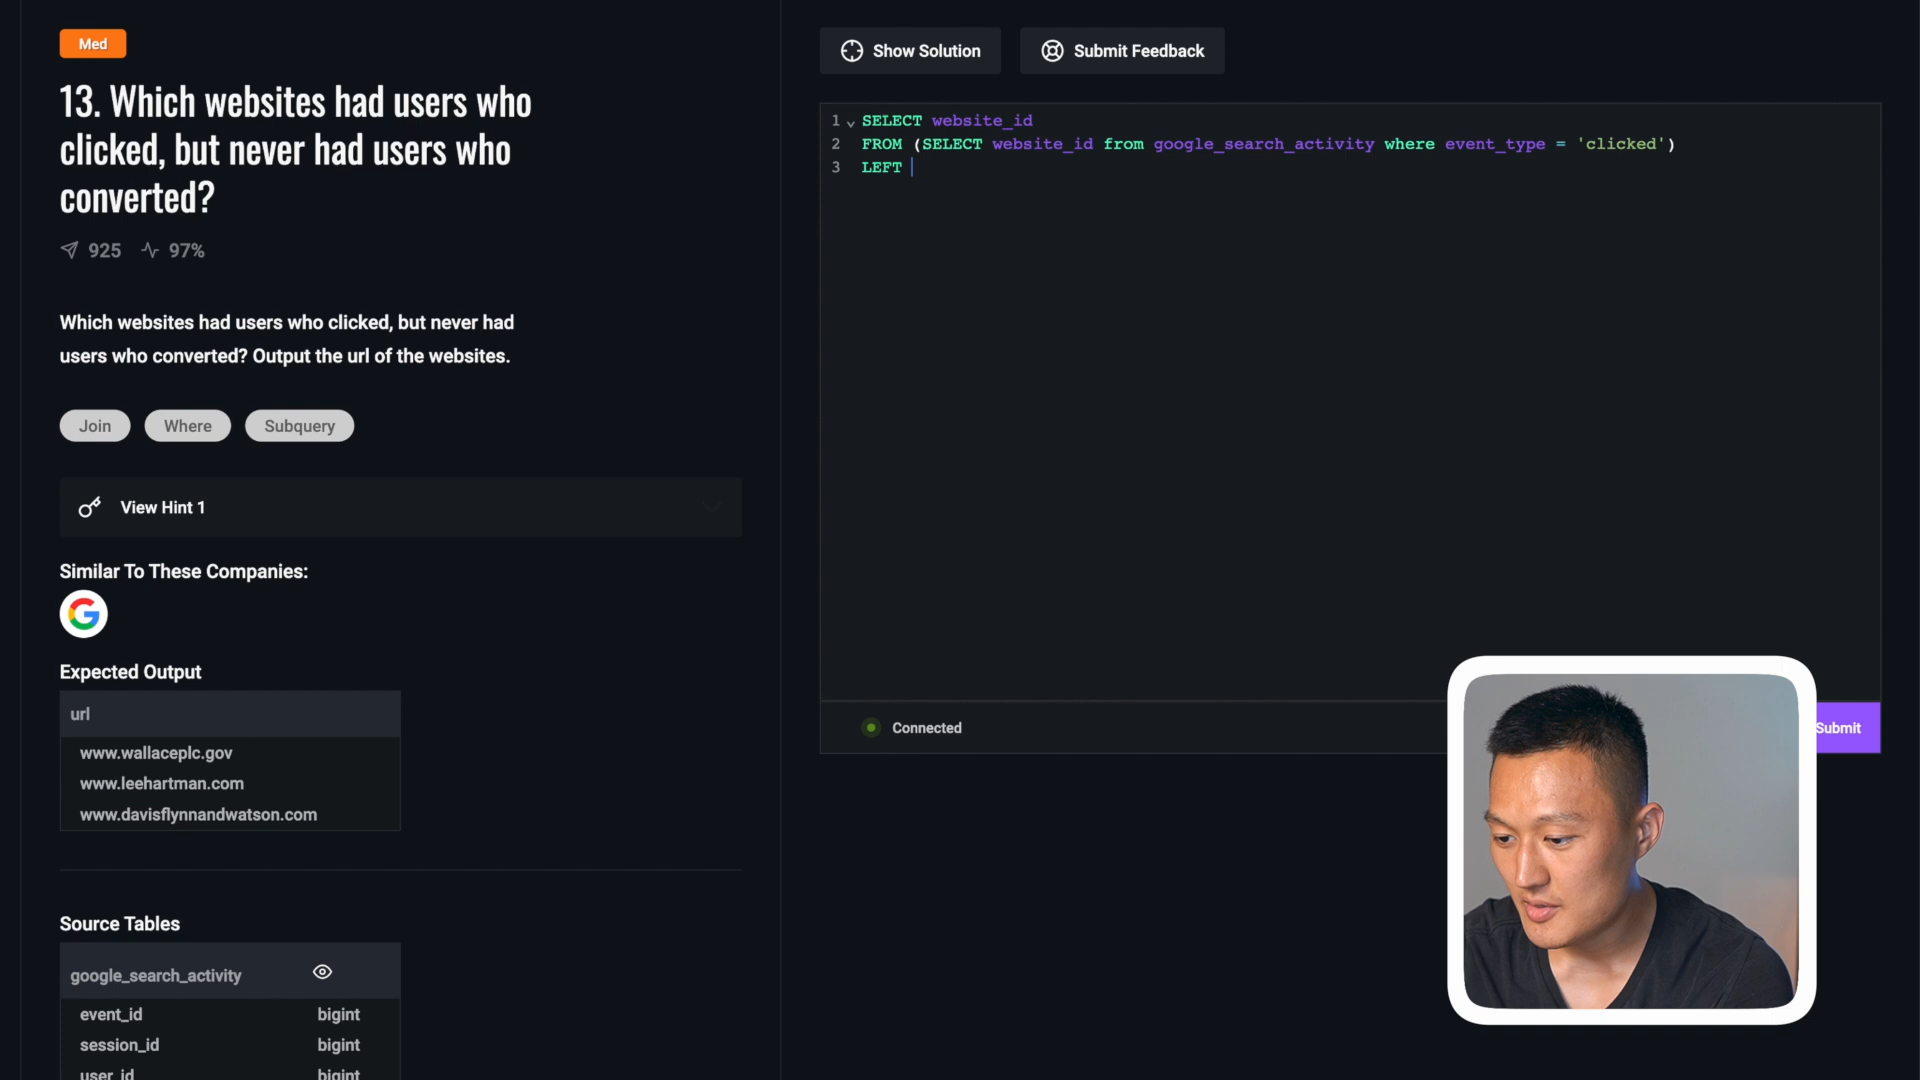 Med
13. Which websites had users who
clicked, but never had users who
converted?
925 97%
Which websites had users who clicked, but never had
users who converted? Output the url of the websites.
Join Where Subquery
View Hint 1
Similar To These Companies:
G
Expected Output
url
www.wallaceplc.gov
www.leehartman.com
www.davisflynnandwatson.com
Source Tables
google_search_activity
event_id bigint
session_id bigint
user_id bigint
Show Solution Submit Feedback
1 SELECT website_id
2 FROM (SELECT website_id from google_search_activity where event_type = 'clicked')
3 LEFT
Connected
Submit